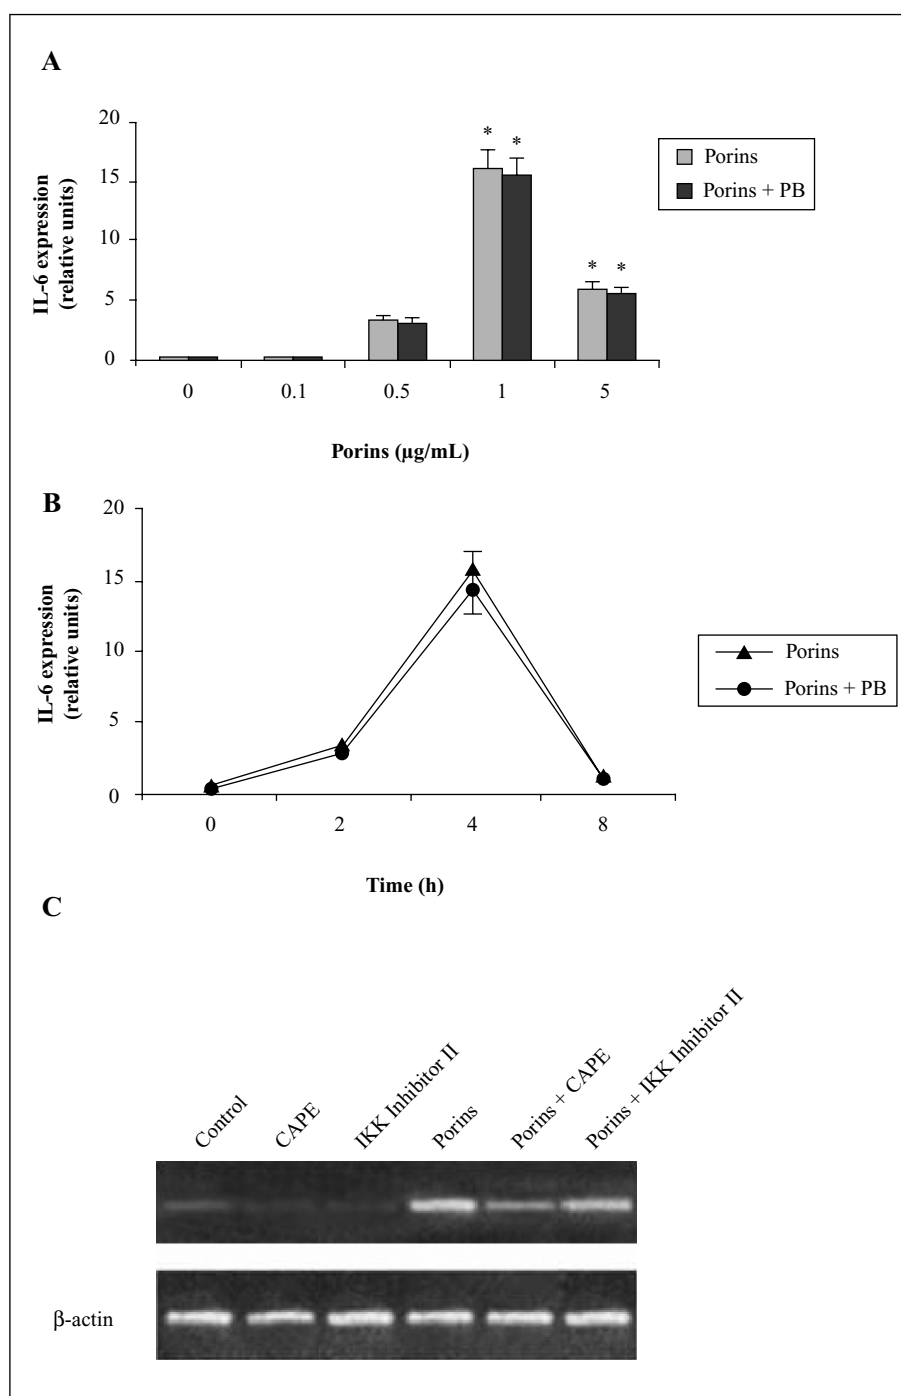 A
20
15
10
5
0
IL-6 expression
(relative units)
* * * *
Porins
Porins + PB
0 0.1 0.5 1 5
Porins (µg/mL)
B
20
15
10
5
0
IL-6 expression
(relative units)
Porins
Porins + PB
0 2 4 8
Time (h)
C
Control
CAPE
IKK Inhibitor II
Porins
Porins + CAPE
Porins + IKK Inhibitor II
β-actin